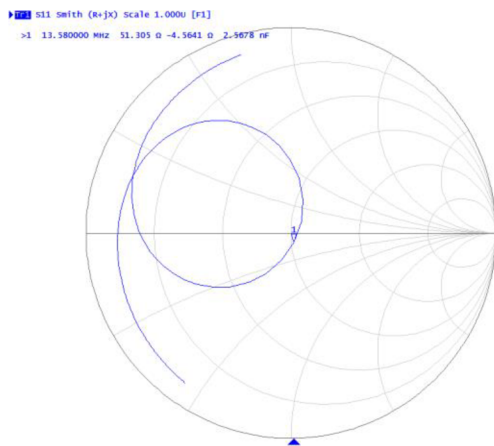 Tr1 S11 Smith (R+jX) Scale 1.000U [F1]
>1 13.580000 MHz 51.305 Ω -4.5641 Ω 2.5678 nF
1